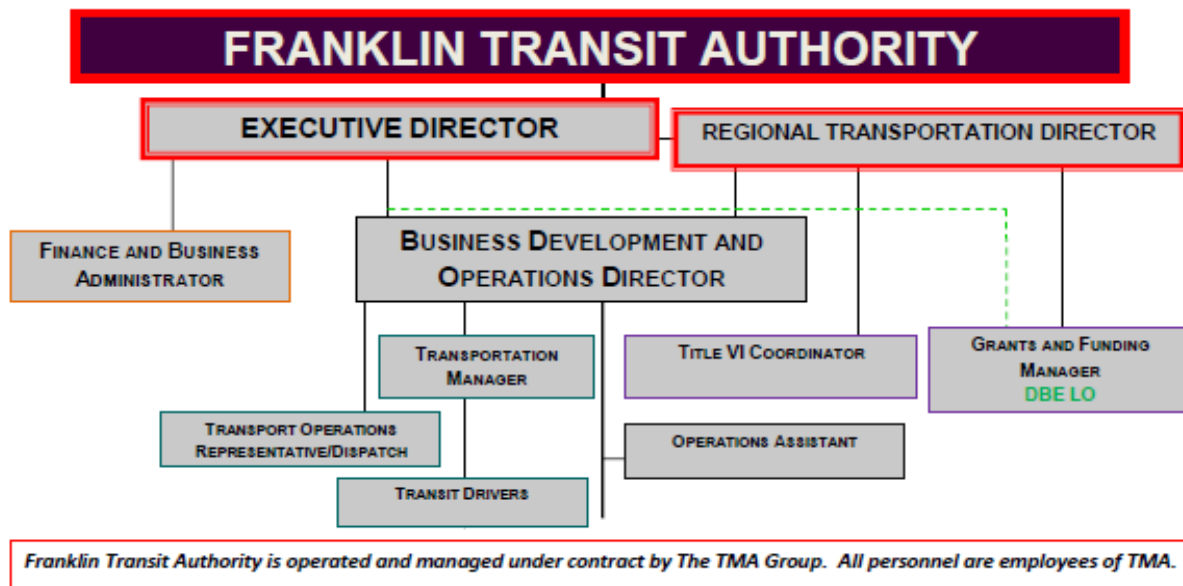 FRANKLIN TRANSIT AUTHORITY
EXECUTIVE DIRECTOR
REGIONAL TRANSPORTATION DIRECTOR
FINANCE AND BUSINESS
ADMINISTRATOR
BUSINESS DEVELOPMENT AND
OPERATIONS DIRECTOR
TRANSPORTATION
MANAGER
TITLE VI COORDINATOR
GRANTS AND FUNDING
MANAGER
DBE LO
TRANSPORT OPERATIONS
REPRESENTATIVE/DISPATCH
OPERATIONS ASSISTANT
TRANSIT DRIVERS
Franklin Transit Authority is operated and managed under contract by The TMA Group. All personnel are employees of TMA.